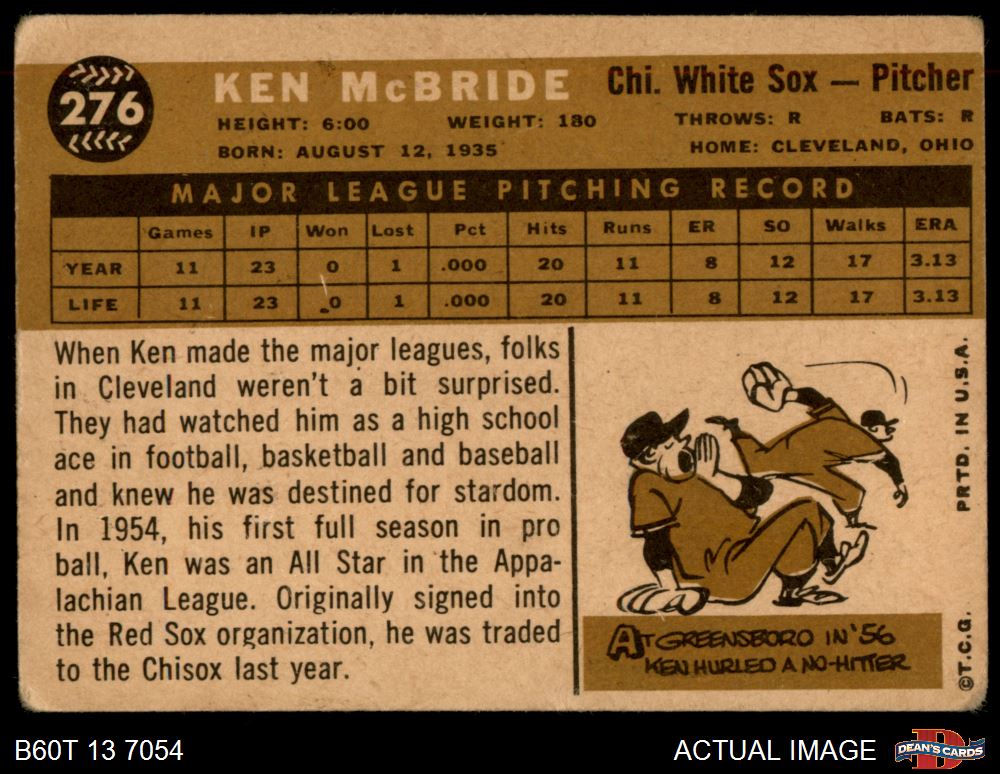 276
KEN McBRIDE
Chi. White Sox — Pitcher
HEIGHT: 6:00 WEIGHT: 180 THROWS: R BATS: R
BORN: AUGUST 12, 1935 HOME: CLEVELAND, OHIO
MAJOR LEAGUE PITCHING RECORD
Games IP Won Lost Pct Hits Runs ER SO Walks ERA
YEAR 11 23 0 1 .000 20 11 8 12 17 3.13
LIFE 11 23 0 1 .000 20 11 8 12 17 3.13
When Ken made the major leagues, folks
in Cleveland weren't a bit surprised.
They had watched him as a high school
ace in football, basketball and baseball
and knew he was destined for stardom.
In 1954, his first full season in pro
ball, Ken was an All Star in the Appa-
lachian League. Originally signed into
the Red Sox organization, he was traded
to the Chisox last year.
AT GREENSBORO IN '56
KEN HURLED A NO-HITTER
PRTD. IN U.S.A.
©T.C.G.
B60T 13 7054
ACTUAL IMAGE
D
DEAN'S CARDS